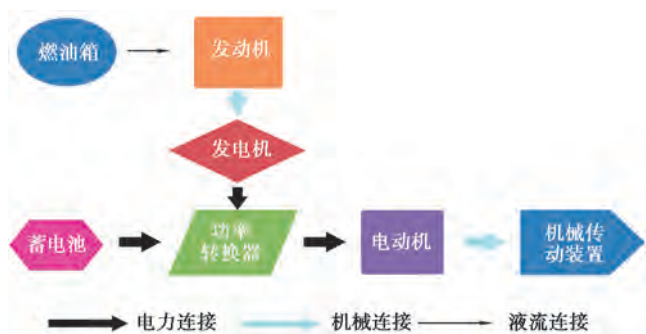 燃油箱
发动机
发电机
蓄电池
功率
转换器
电动机
机械传
动装置
电力连接
机械连接
液流连接